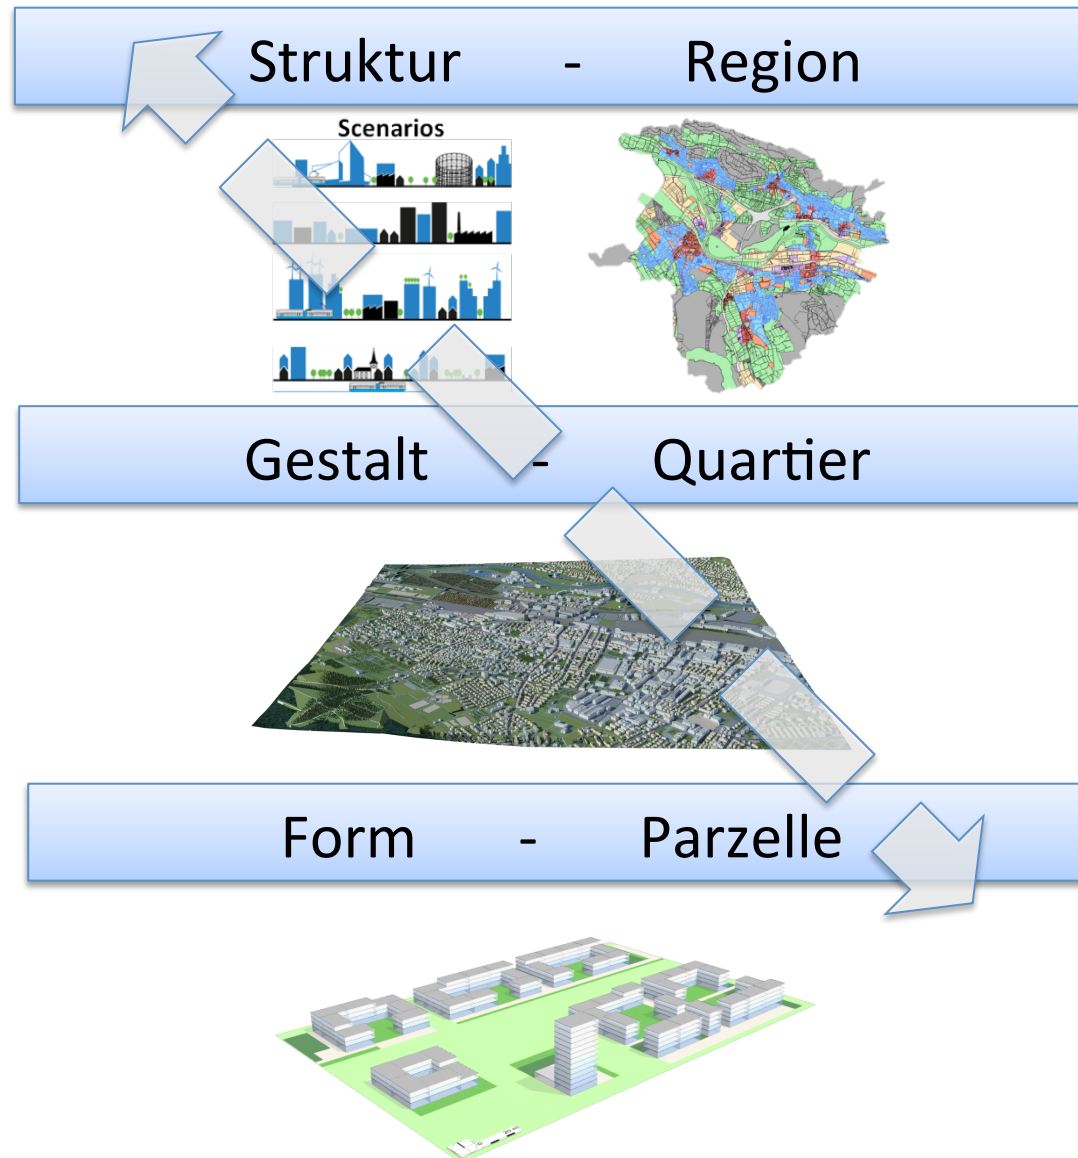 Struktur - Region
Scenarios
Gestalt - Quartier
Form - Parzelle